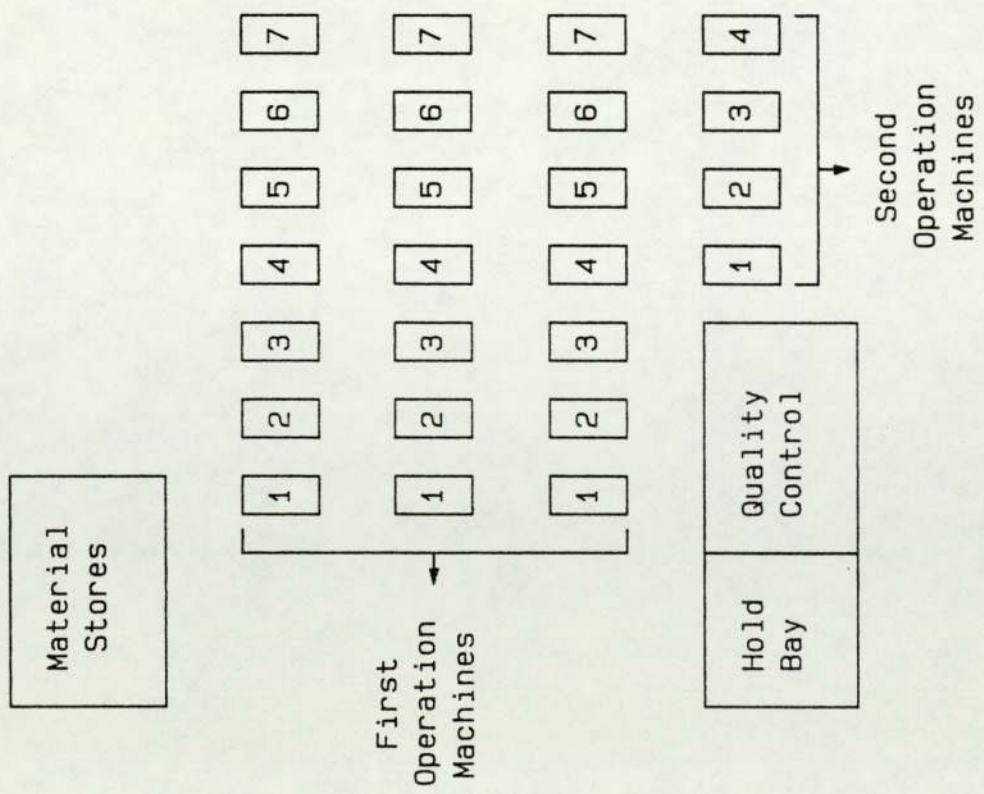 Material
Stores
1 2 3 4 5 6 7
1 2 3 4 5 6 7
1 2 3 4 5 6 7
First
Operation
Machines
Hold
Bay
Quality
Control
1 2 3 4
Second
Operation
Machines